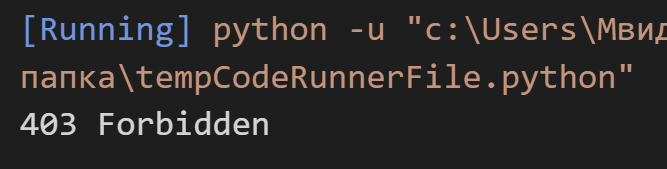 [Running] python -u "c:\Users\Мвид
папка\tempCodeRunnerFile.python"
403 Forbidden